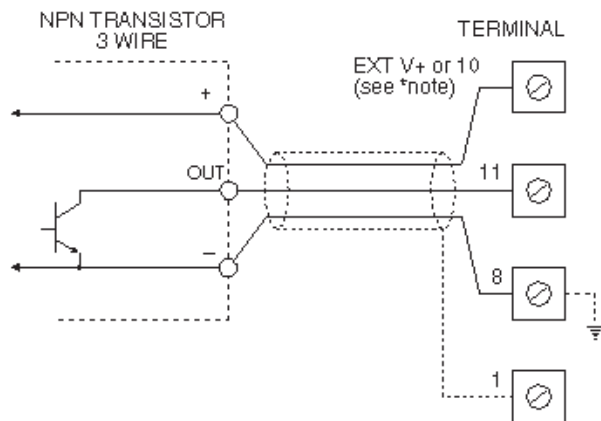 NPN TRANSISTOR
3 WIRE
TERMINAL
EXT V+ or 10
(see *note)
+
OUT
11
–
8
1